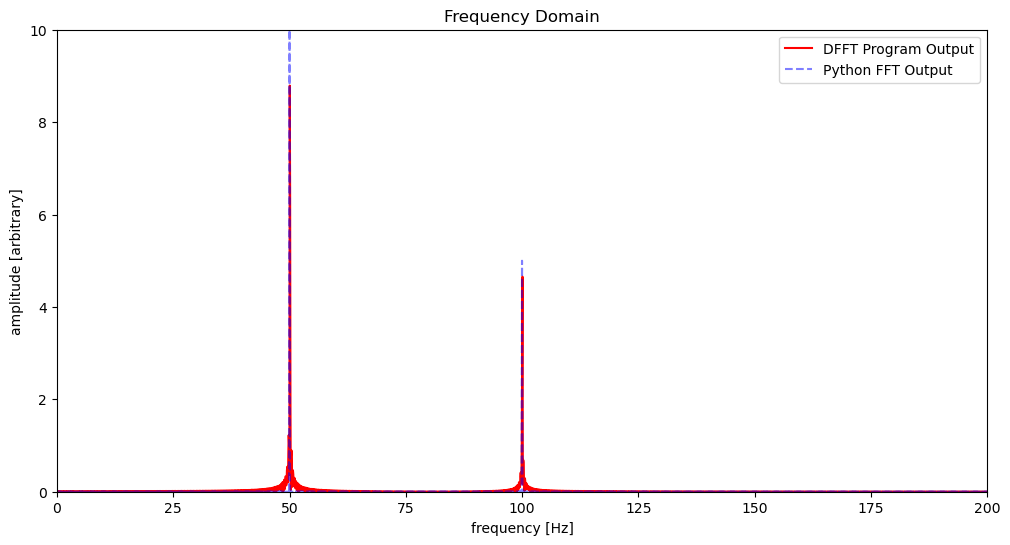 Frequency Domain
DFFT Program Output
Python FFT Output
amplitude [arbitrary]
10
8
6
4
2
0
0 25 50 75 100 125 150 175 200
frequency [Hz]